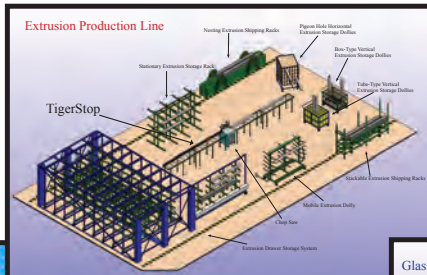 Extrusion Production Line
Nesting Extrusion Shipping Racks
Pigeon Hole Horizontal
Extrusion Storage Dollies
Box-Type Vertical
Extrusion Storage Dollies
Stationary Extrusion Storage Rack
Tube-Type Vertical
Extrusion Storage Dollies
TigerStop
Stackable Extrusion Shipping Racks
Mobile Extrusion Dolly
Chop Saw
Extrusion Drawer Storage System
Glas